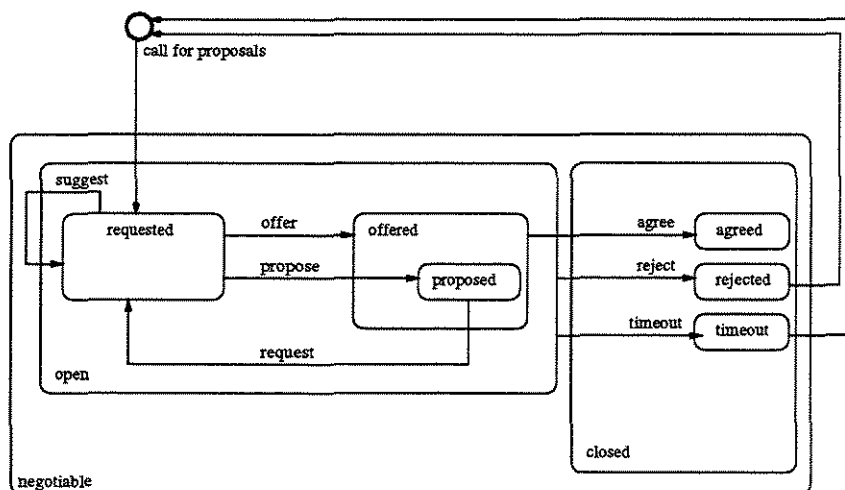 call for proposals
suggest
requested
offer
offered
agree
agreed
propose
proposed
reject
rejected
request
timeout
timeout
open
closed
negotiable